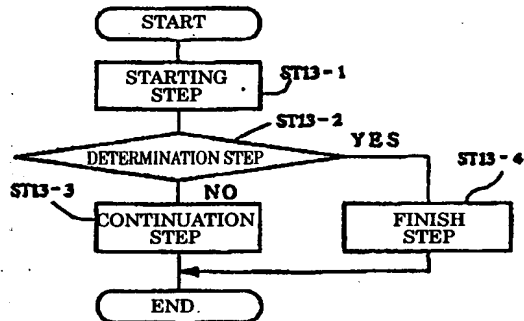 START
STARTING
STEP
ST13-1
ST13-2
DETERMINATION STEP
YES
ST13-4
ST13-3
NO
CONTINUATION
STEP
FINISH
STEP
END